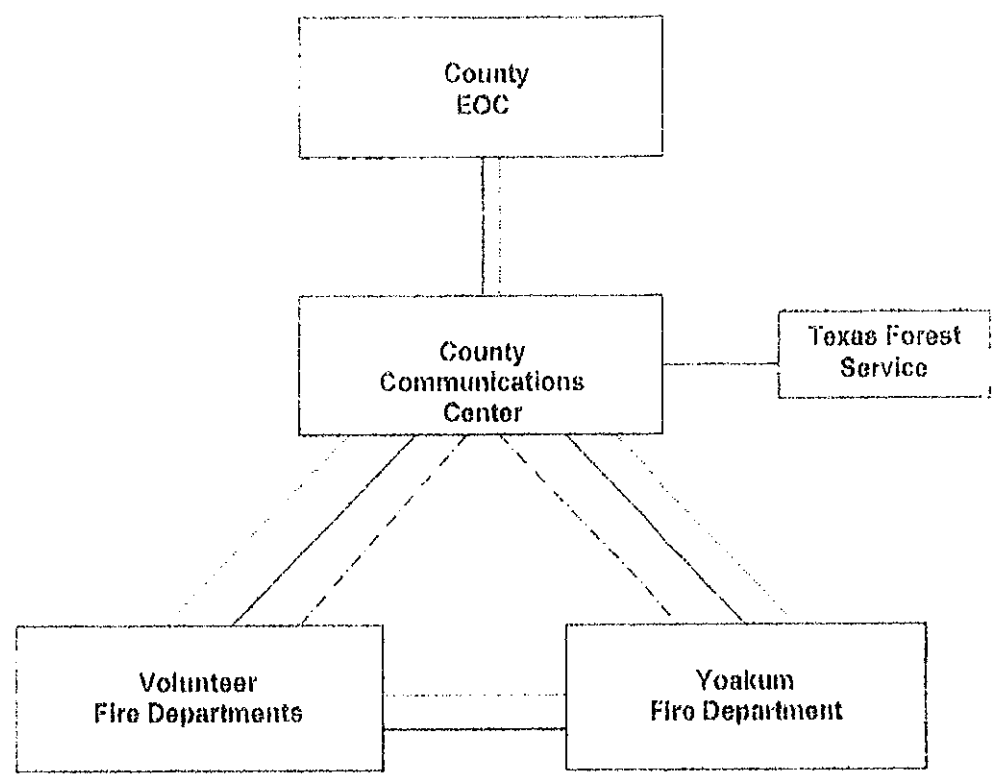 County
EOC
County
Communications
Center
Texas Forest
Service
Volunteer
Fire Departments
Yoakum
Fire Department